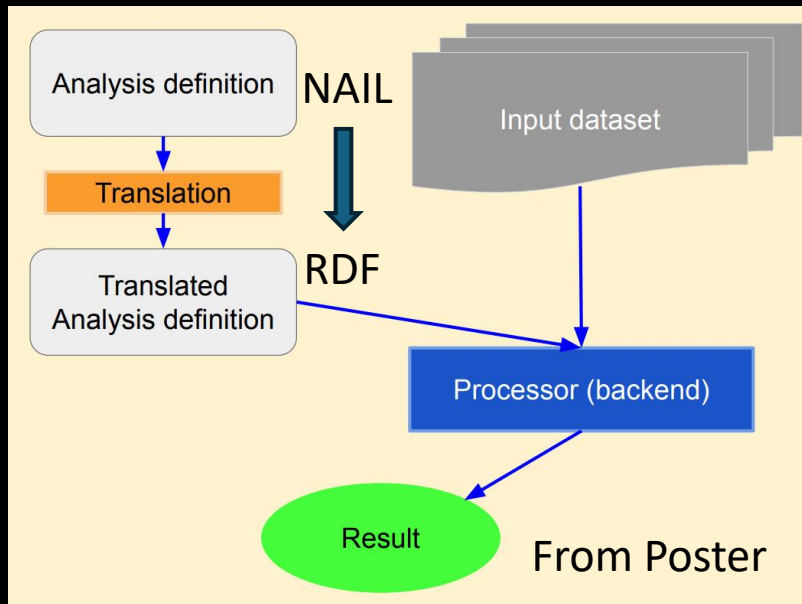 Analysis definition
NAIL
Input dataset
Translation
RDF
Translated
Analysis definition
Processor (backend)
Result
From Poster